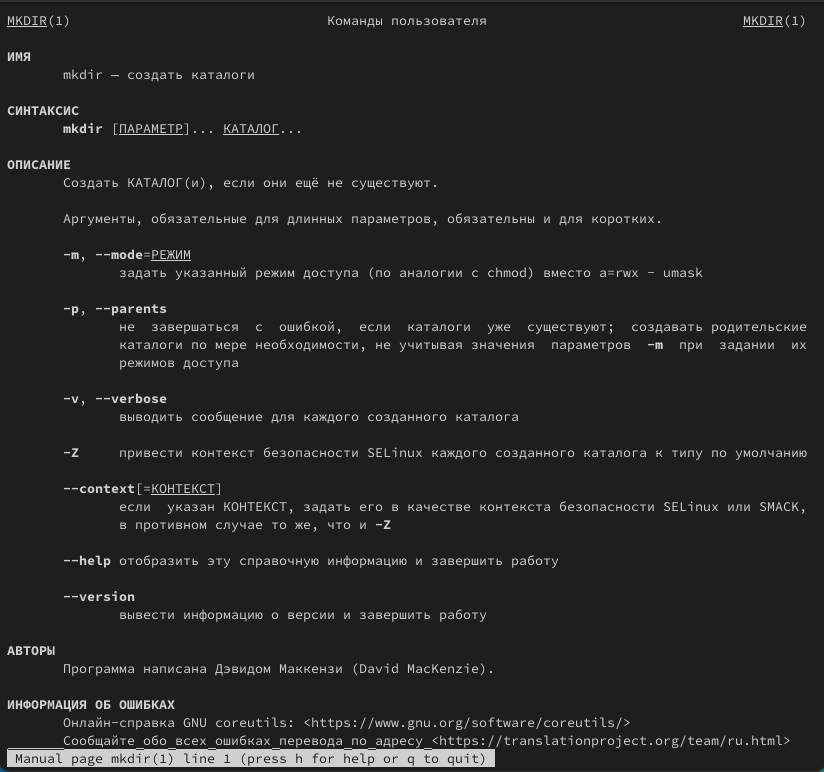 MKDIR(1) Команды пользователя MKDIR(1)
ИМЯ
mkdir — создать каталоги
СИНТАКСИС
mkdir [ПАРАМЕТР]... КАТАЛОГ...
ОПИСАНИЕ
Создать КАТАЛОГ(и), если они ещё не существуют.
Аргументы, обязательные для длинных параметров, обязательны и для коротких.
-m, --mode=РЕЖИМ
задать указанный режим доступа (по аналогии с chmod) вместо a=rwx - umask
-p, --parents
не завершаться с ошибкой, если каталоги уже существуют; создавать родительские
каталоги по мере необходимости, не учитывая значения параметров -m при задании их
режимов доступа
-v, --verbose
выводить сообщение для каждого созданного каталога
-Z привести контекст безопасности SELinux каждого созданного каталога к типу по умолчанию
--context[=КОНТЕКСТ]
если указан КОНТЕКСТ, задать его в качестве контекста безопасности SELinux или SMACK,
в противном случае то же, что и -Z
--help отобразить эту справочную информацию и завершить работу
--version
вывести информацию о версии и завершить работу
АВТОРЫ
Программа написана Дэвидом Маккензи (David MacKenzie).
ИНФОРМАЦИЯ ОБ ОШИБКАХ
Онлайн-справка GNU coreutils: <https://www.gnu.org/software/coreutils/>
Сообщайте обо всех ошибках перевода по адресу <https://translationproject.org/team/ru.html>
Manual page mkdir(1) line 1 (press h for help or q to quit)